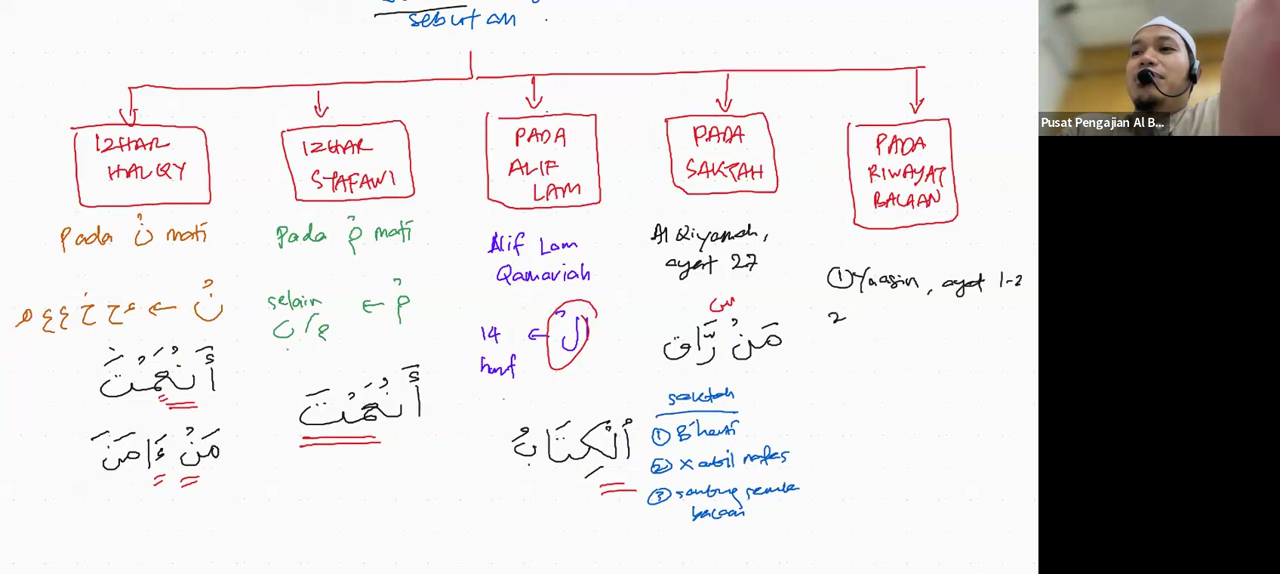 sebutan
IZHAR
HALQY
Pada نْ mati
نْ ← ء ح خ ع غ ه
أَنْعَمْتَ
مَنْ ءَامَنَ
IZHAR
SYAFAWI
Pada مْ mati
مْ ← selain م / ب
أَنْعَمْتَ
PADA
ALIF
LAM
Alif Lam
Qamariah
ال ← 14
huruf
ٱلْكِتَابُ
PADA
SAKTAH
Al Qiyamah,
ayat 27
س
مَنْ رَّاق
saktah
① B'henti
② x ambil nafas
③ sambung semula
bacaan
PADA
RIWAYAT
BACAAN
① Yaasin, ayat 1-2
2
Pusat Pengajian Al B...